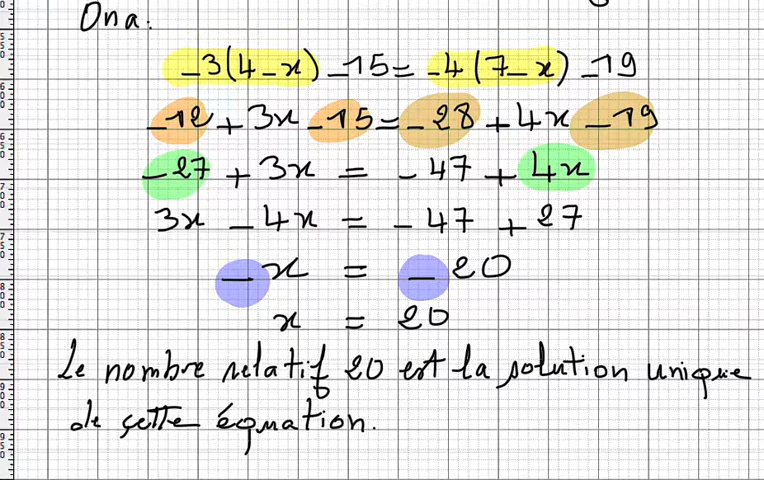 On a :
-3(4-x) -15 = -4(7-x) -19
-12 + 3x -15 = -28 + 4x -19
-27 + 3x = -47 + 4x
3x - 4x = -47 + 27
-x = -20
x = 20
Le nombre relatif 20 est la solution unique
de cette équation.